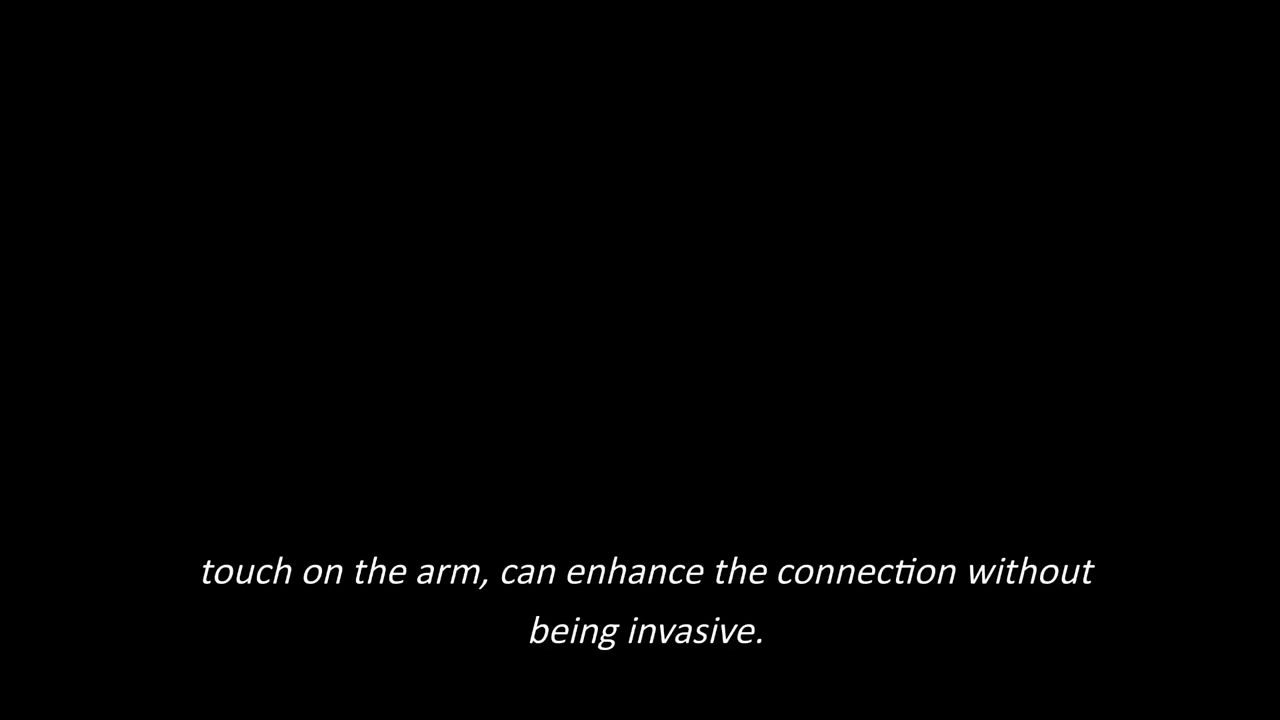 touch on the arm, can enhance the connection without
being invasive.